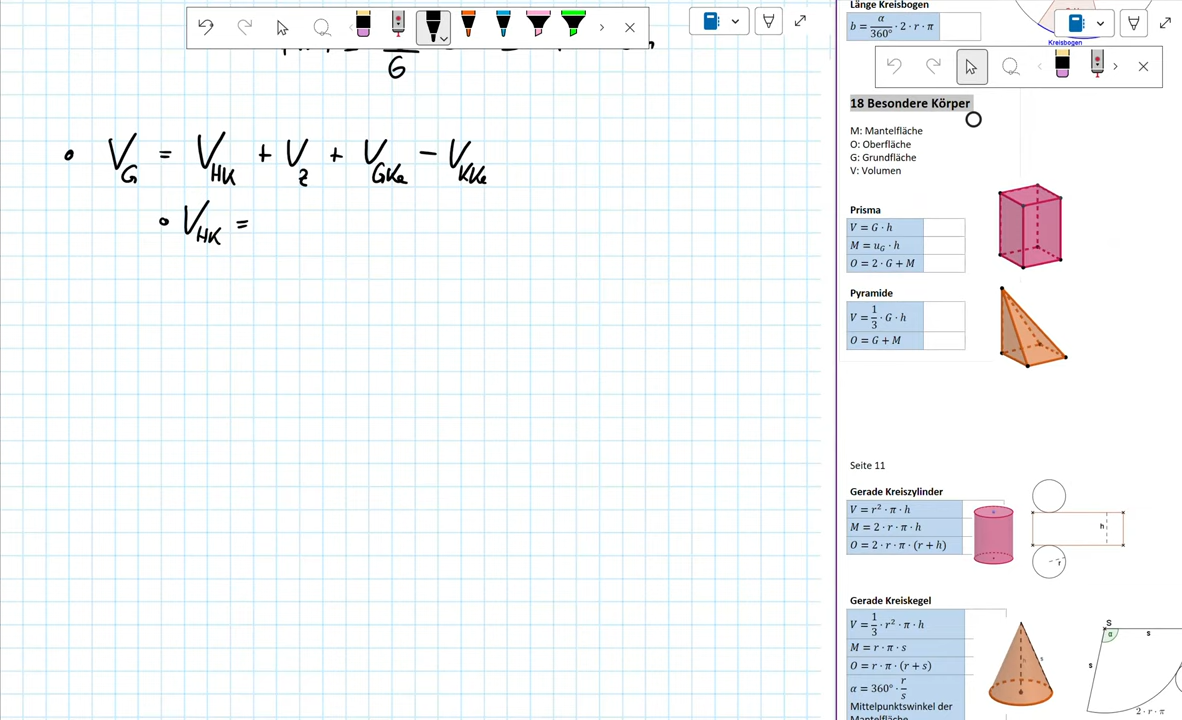 G
V_G = V_HK + V_Z + V_GKe − V_KKe
V_HK =
Länge Kreisbogen
b = α/360° · 2 · r · π
Kreisbogen
18 Besondere Körper
M: Mantelfläche
O: Oberfläche
G: Grundfläche
V: Volumen
Prisma
V = G · h
M = u_G · h
O = 2 · G + M
Pyramide
V = 1/3 · G · h
O = G + M
Seite 11
Gerade Kreiszylinder
V = r² · π · h
M = 2 · r · π · h
O = 2 · r · π · (r + h)
h
r
Gerade Kreiskegel
V = 1/3 · r² · π · h
M = r · π · s
O = r · π · (r + s)
α = 360° · r/s
Mittelpunktswinkel der
Mantelfläche
S
α
s
s
s
2 · r · π